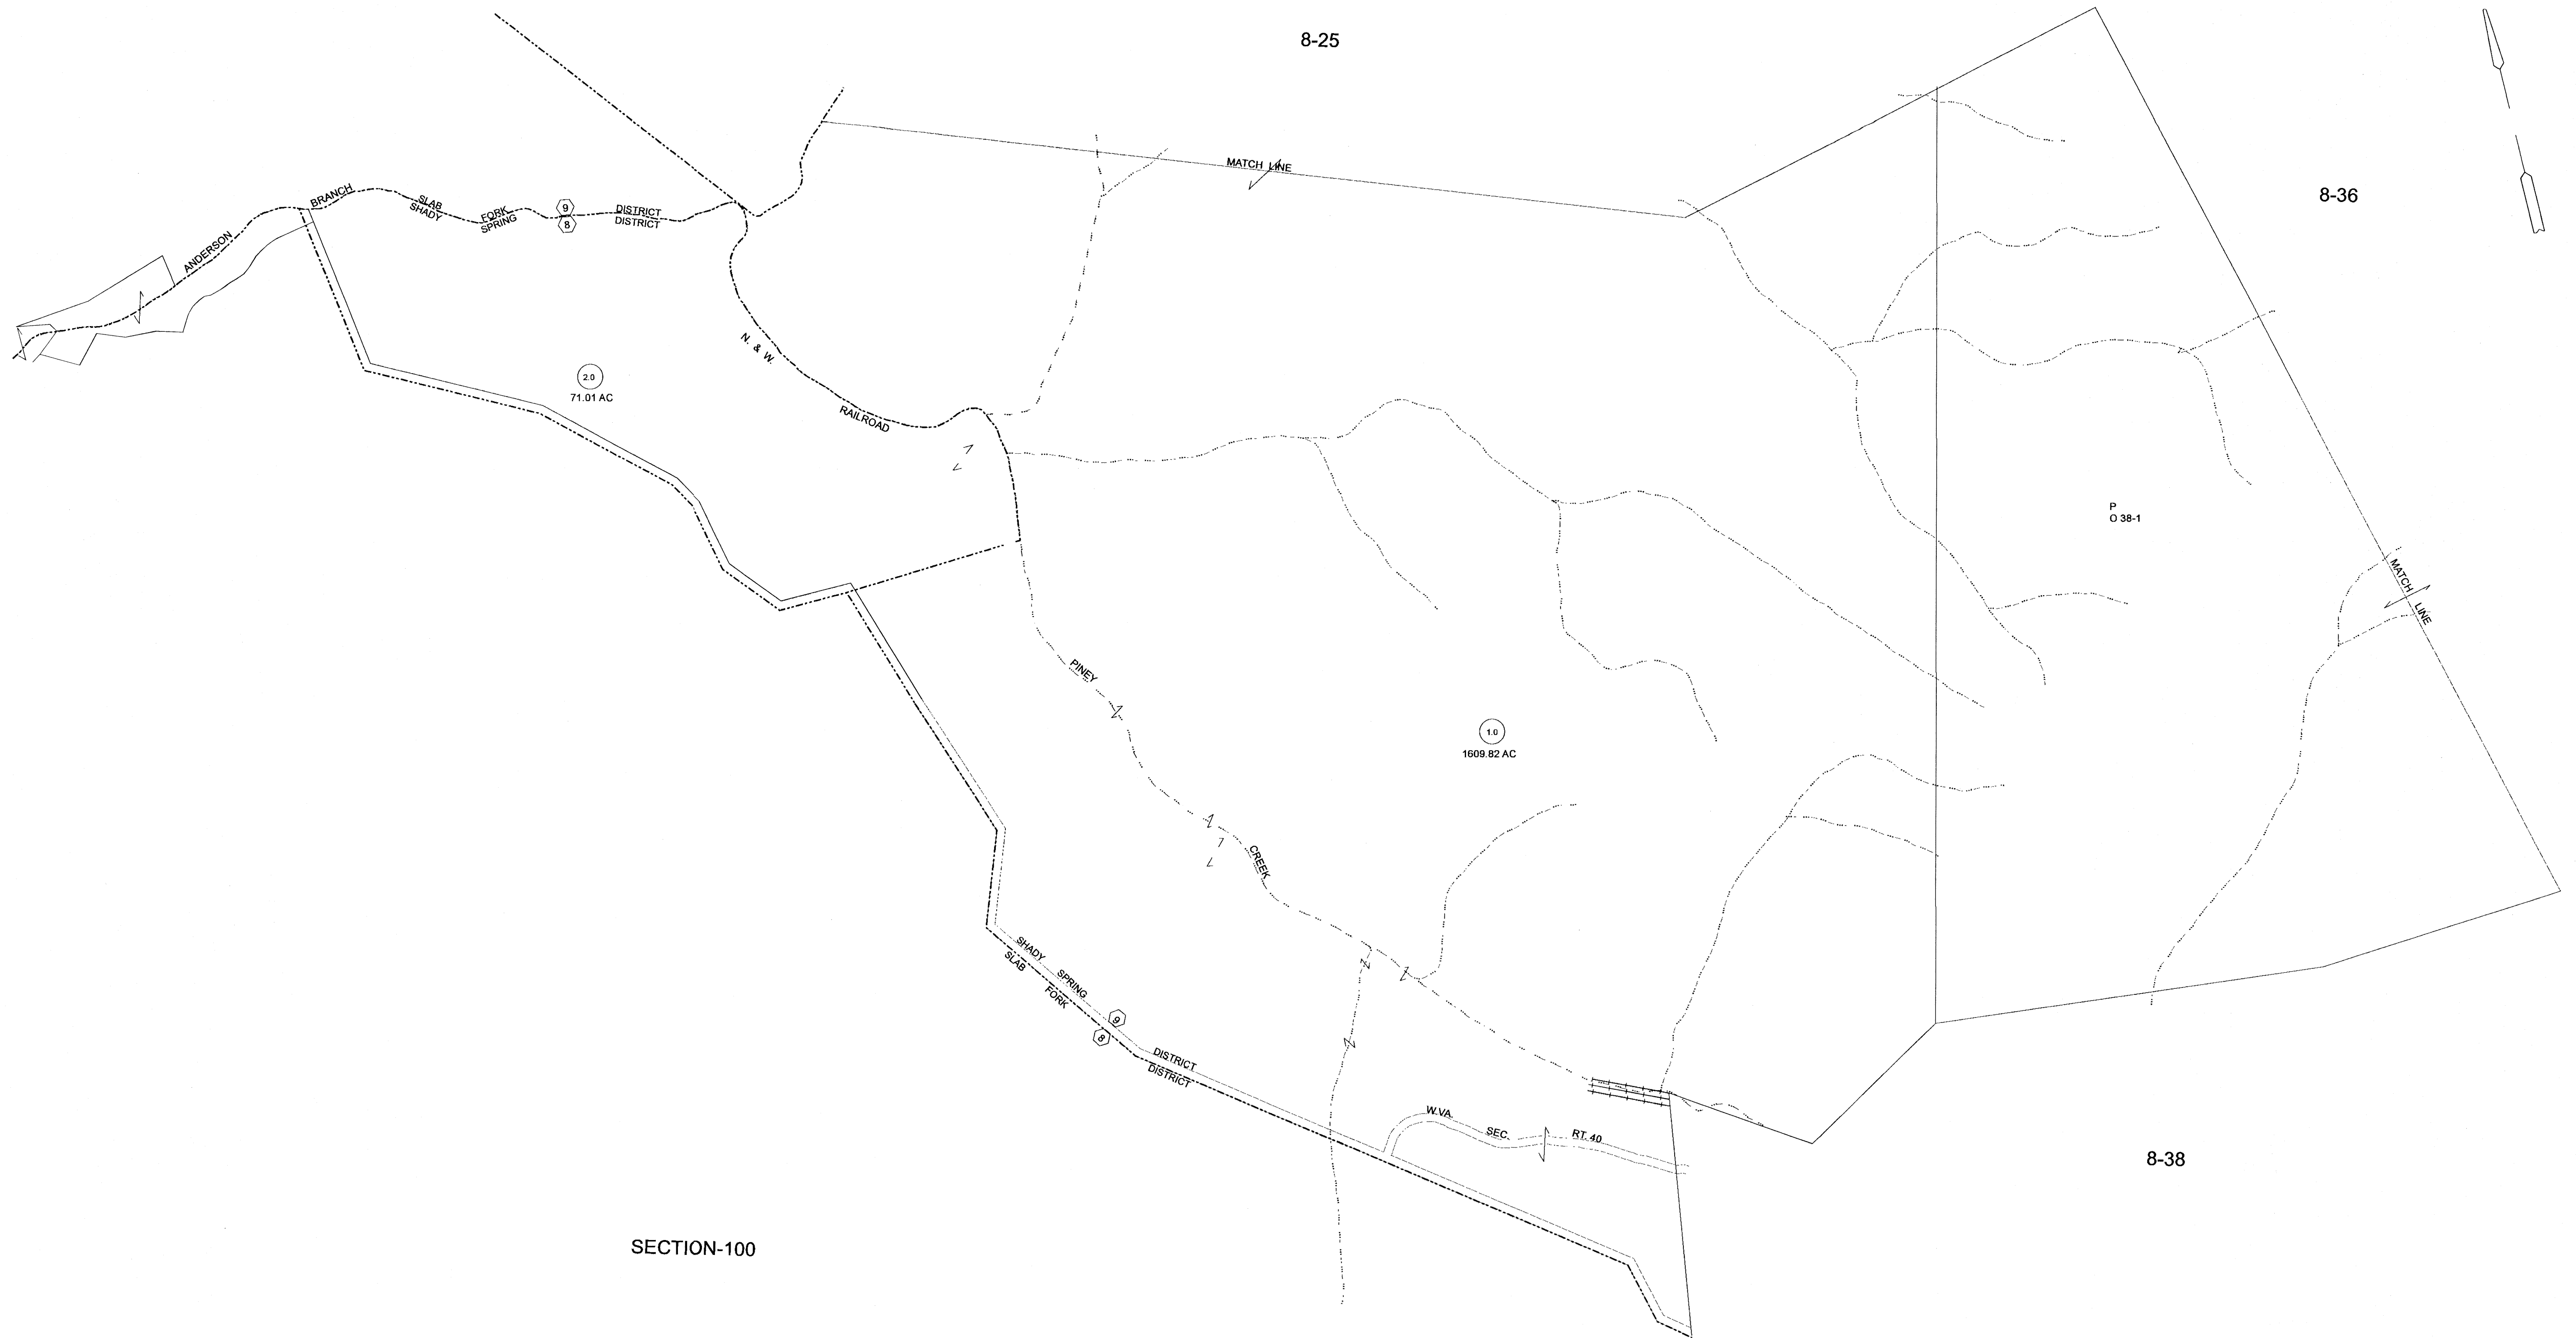 8-25
MATCH LINE
8-36
ANDERSON BRANCH
SLAB FORK DISTRICT
9
SHADY SPRING DISTRICT
8
N. & W. RAILROAD
2.0
71.01 AC
P
O 38-1
MATCH LINE
PINEY CREEK
1.0
1609.82 AC
SHADY SPRING DISTRICT
9
SLAB FORK DISTRICT
8
W.VA. SEC. RT. 40
8-38
SECTION-100